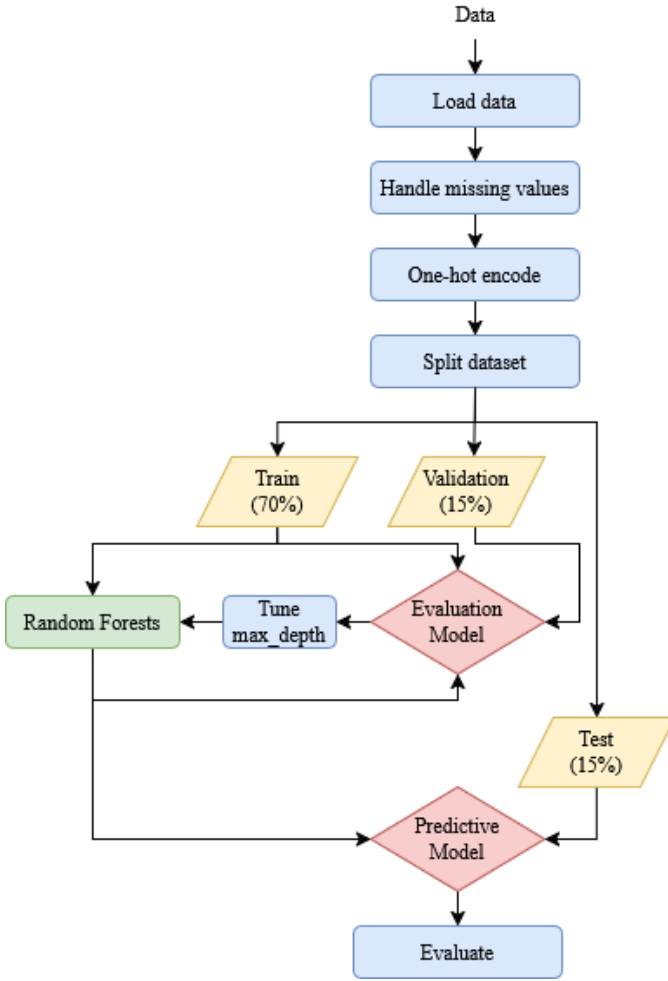 Data
Load data
Handle missing values
One-hot encode
Split dataset
Train
(70%)
Validation
(15%)
Random Forests
Tune
max_depth
Evaluation
Model
Test
(15%)
Predictive
Model
Evaluate